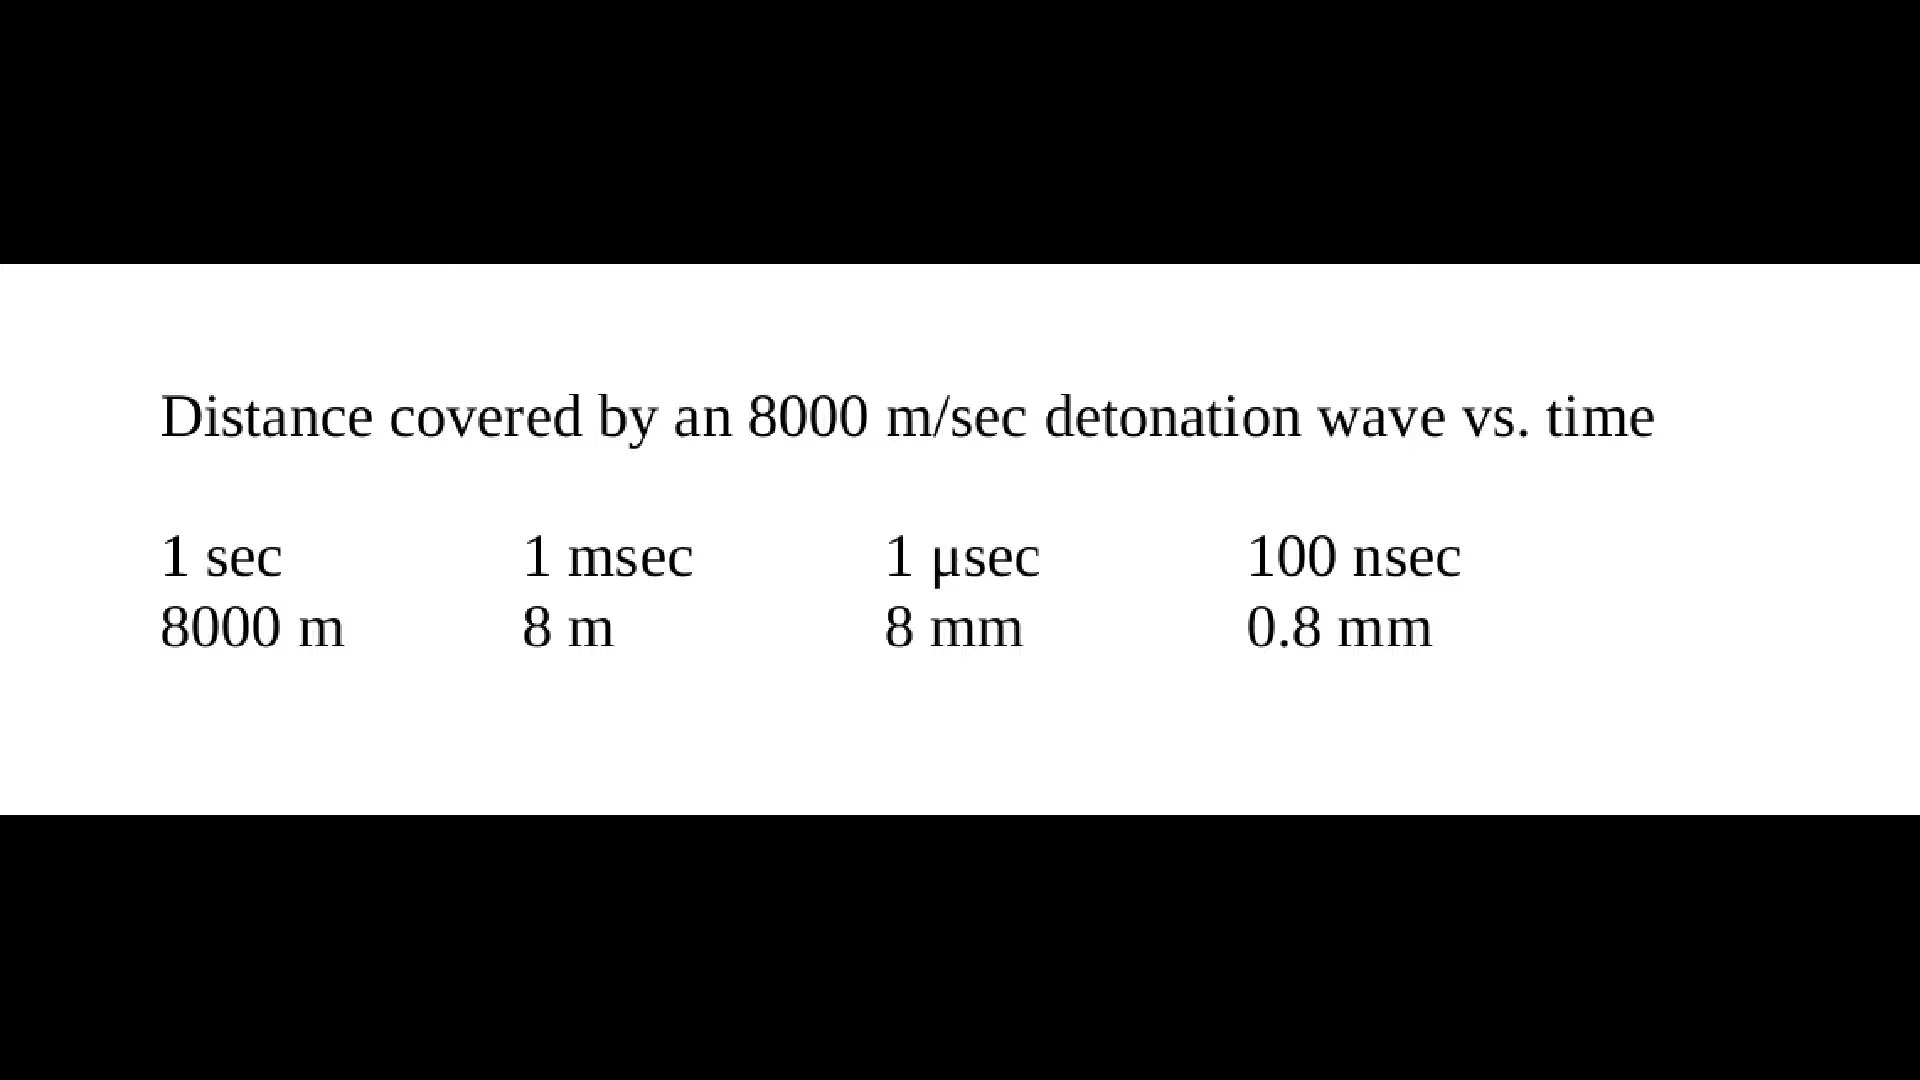 Distance covered by an 8000 m/sec detonation wave vs. time
1 sec 1 msec 1 μsec 100 nsec
8000 m 8 m 8 mm 0.8 mm